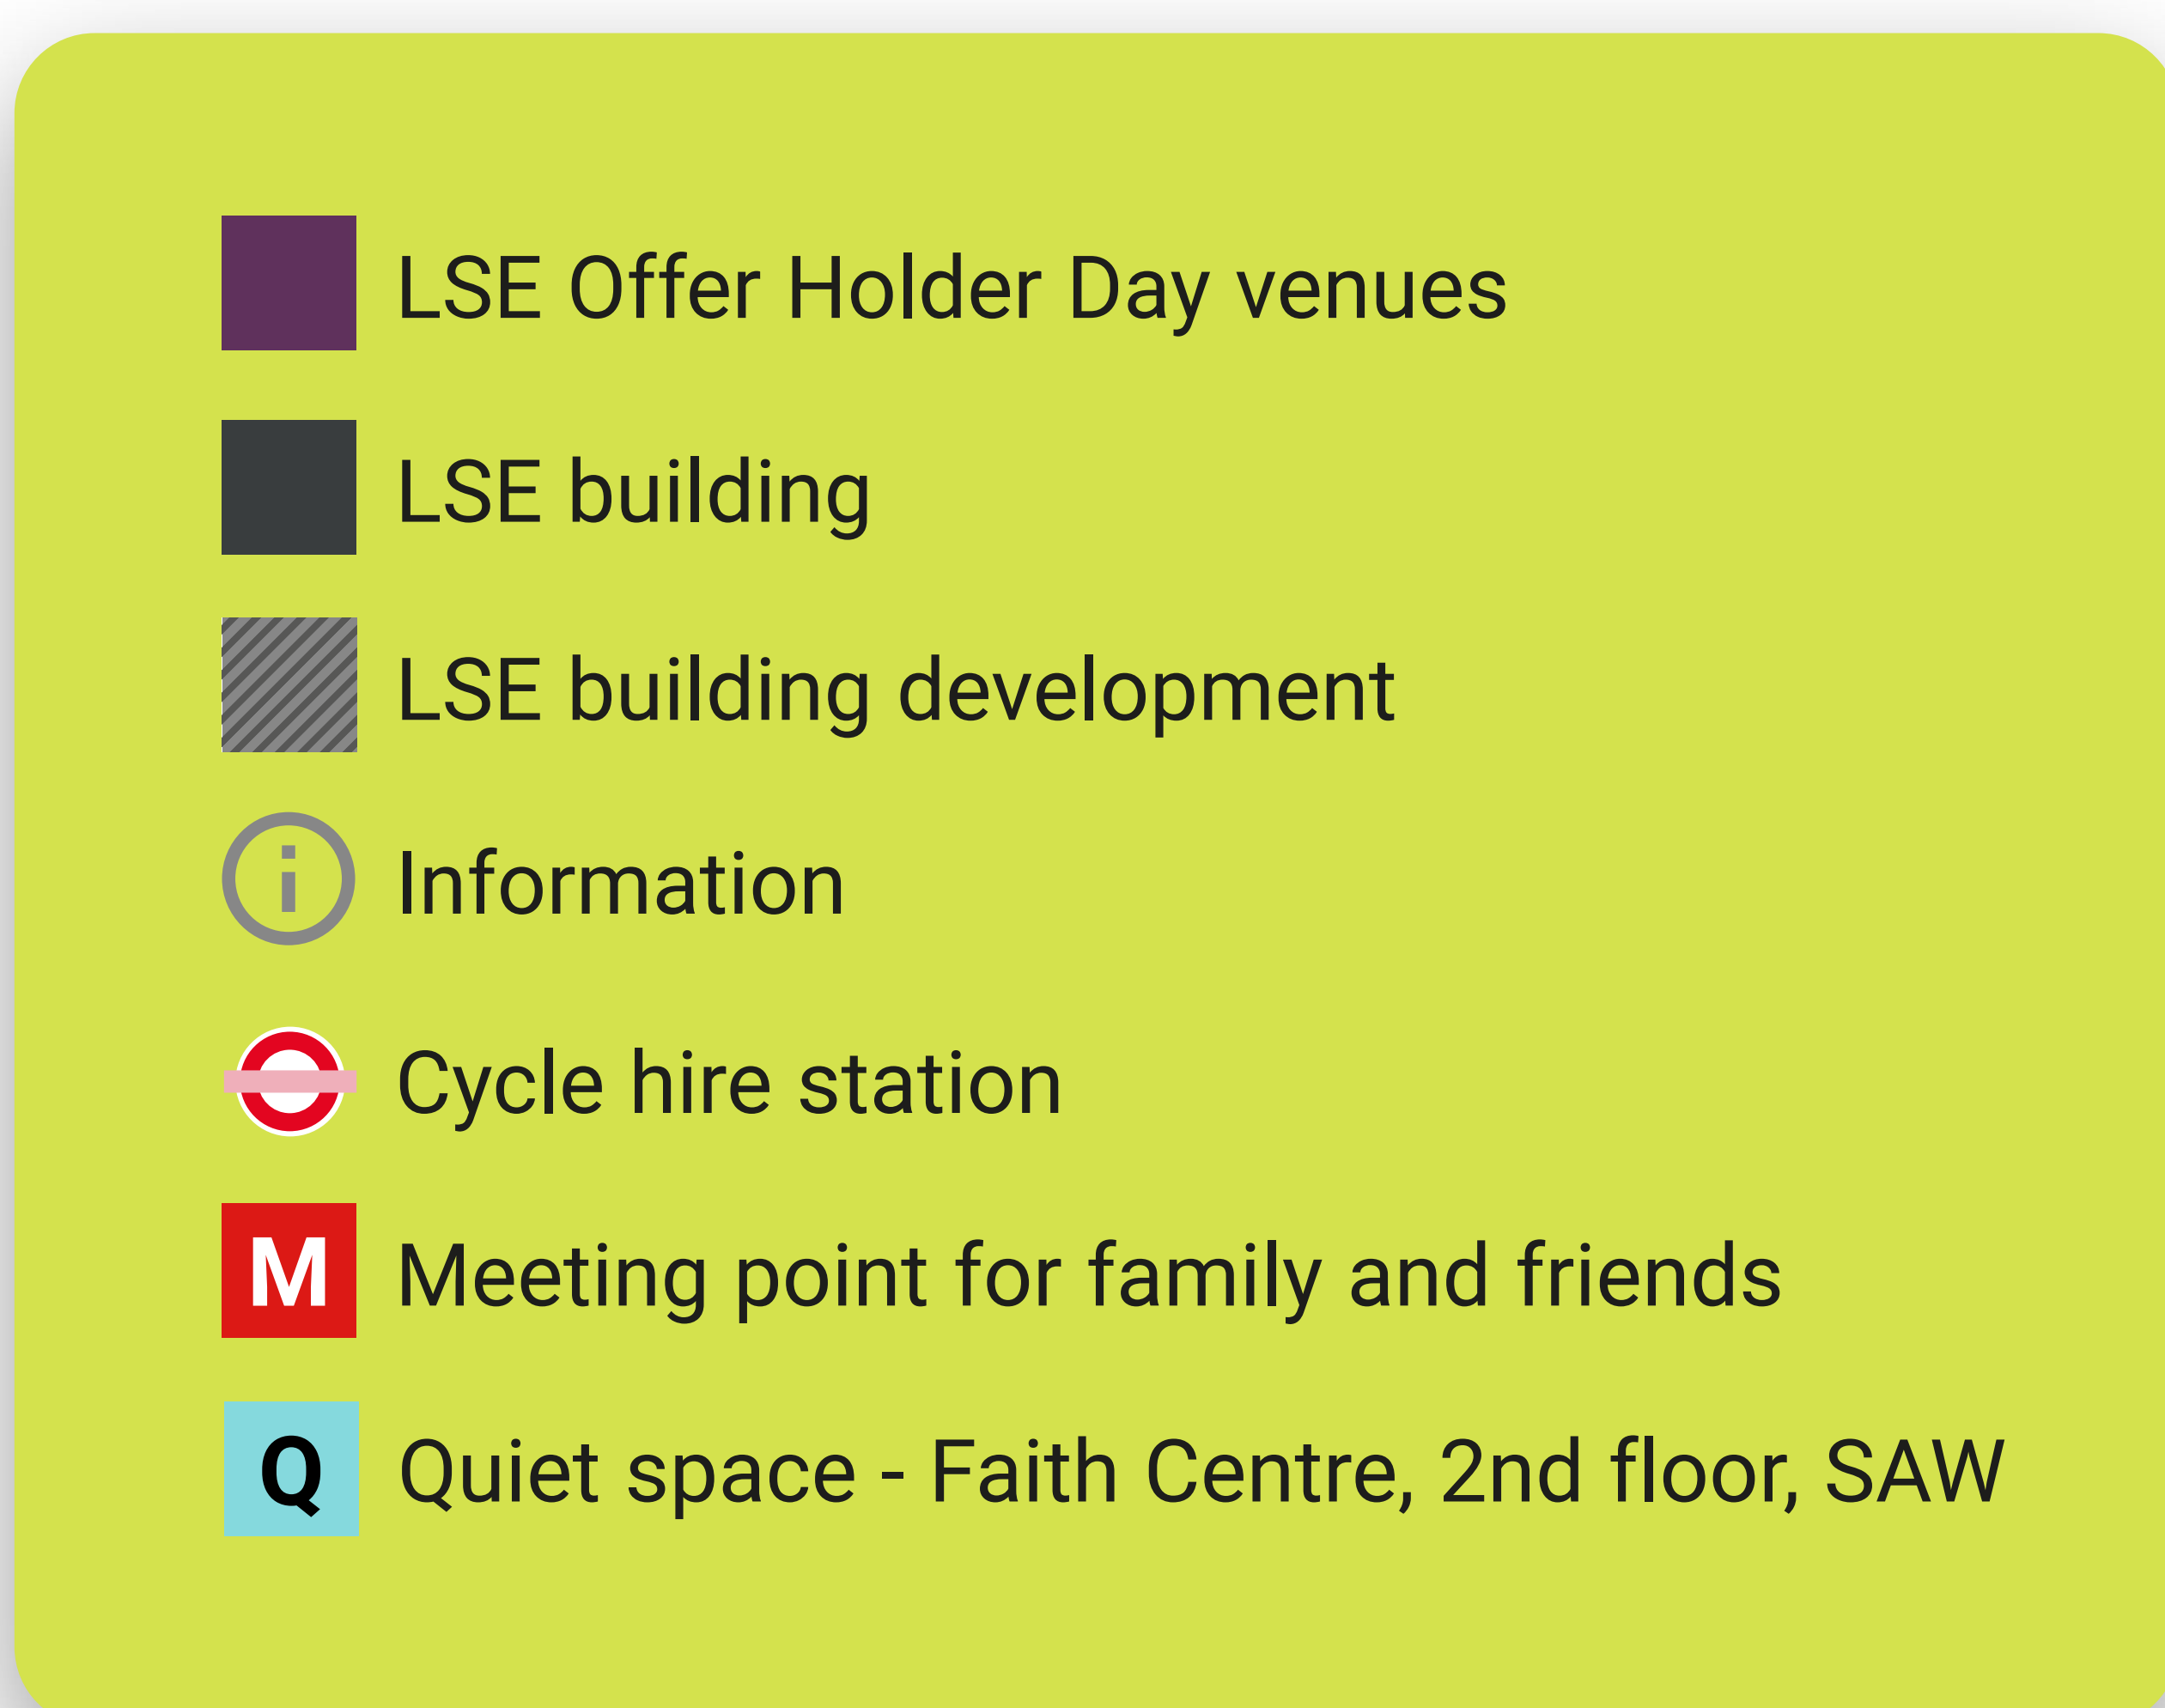 LSE Offer Holder Day venues
LSE building
LSE building development
i Information
Cycle hire station
M Meeting point for family and friends
Q Quiet space - Faith Centre, 2nd floor, SAW